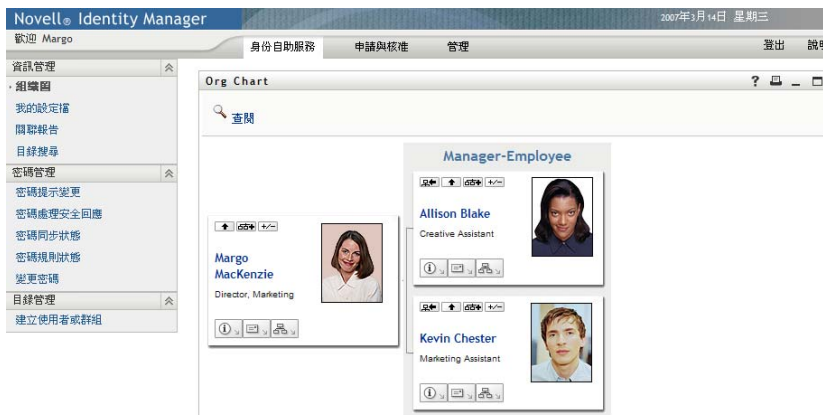 Novell® Identity Manager
2007年3月14日 星期三
歡迎 Margo
身份自助服務 申請與核准 管理
登出
資訊管理
組織圖
我的設定檔
關聯報告
目錄搜尋
密碼管理
密碼提示變更
密碼處理安全回應
密碼同步狀態
密碼規則狀態
變更密碼
目錄管理
建立使用者或群組
Org Chart
?
查閱
Margo
MacKenzie
Director, Marketing
Manager-Employee
Allison Blake
Creative Assistant
Kevin Chester
Marketing Assistant